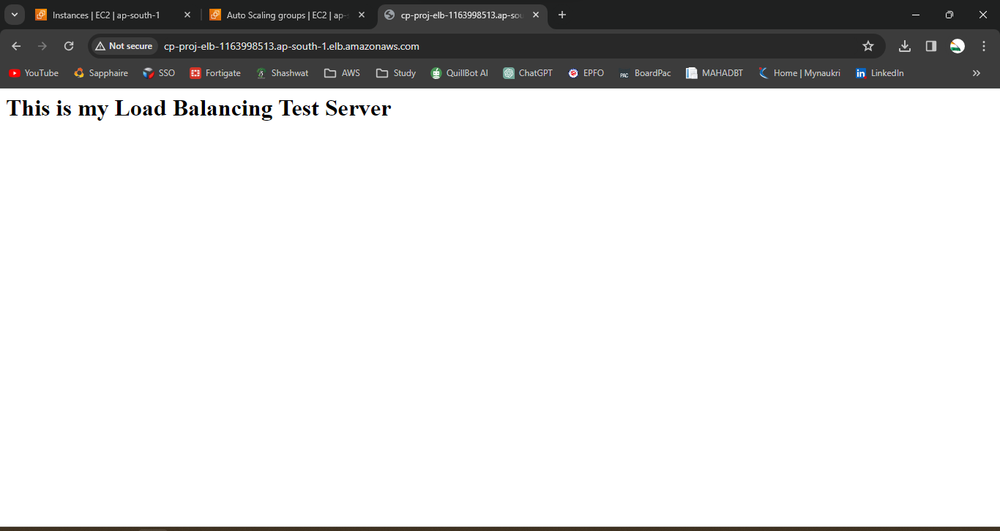 Instances | EC2 | ap-south-1
Auto Scaling groups | EC2 | ap-s
cp-proj-elb-1163998513.ap-sou
Not secure
cp-proj-elb-1163998513.ap-south-1.elb.amazonaws.com
YouTube
Sapphaire
SSO
Fortigate
Shashwat
AWS
Study
QuillBot AI
ChatGPT
EPFO
PAC
BoardPac
MAHADBT
Home | Mynaukri
in
LinkedIn
This is my Load Balancing Test Server